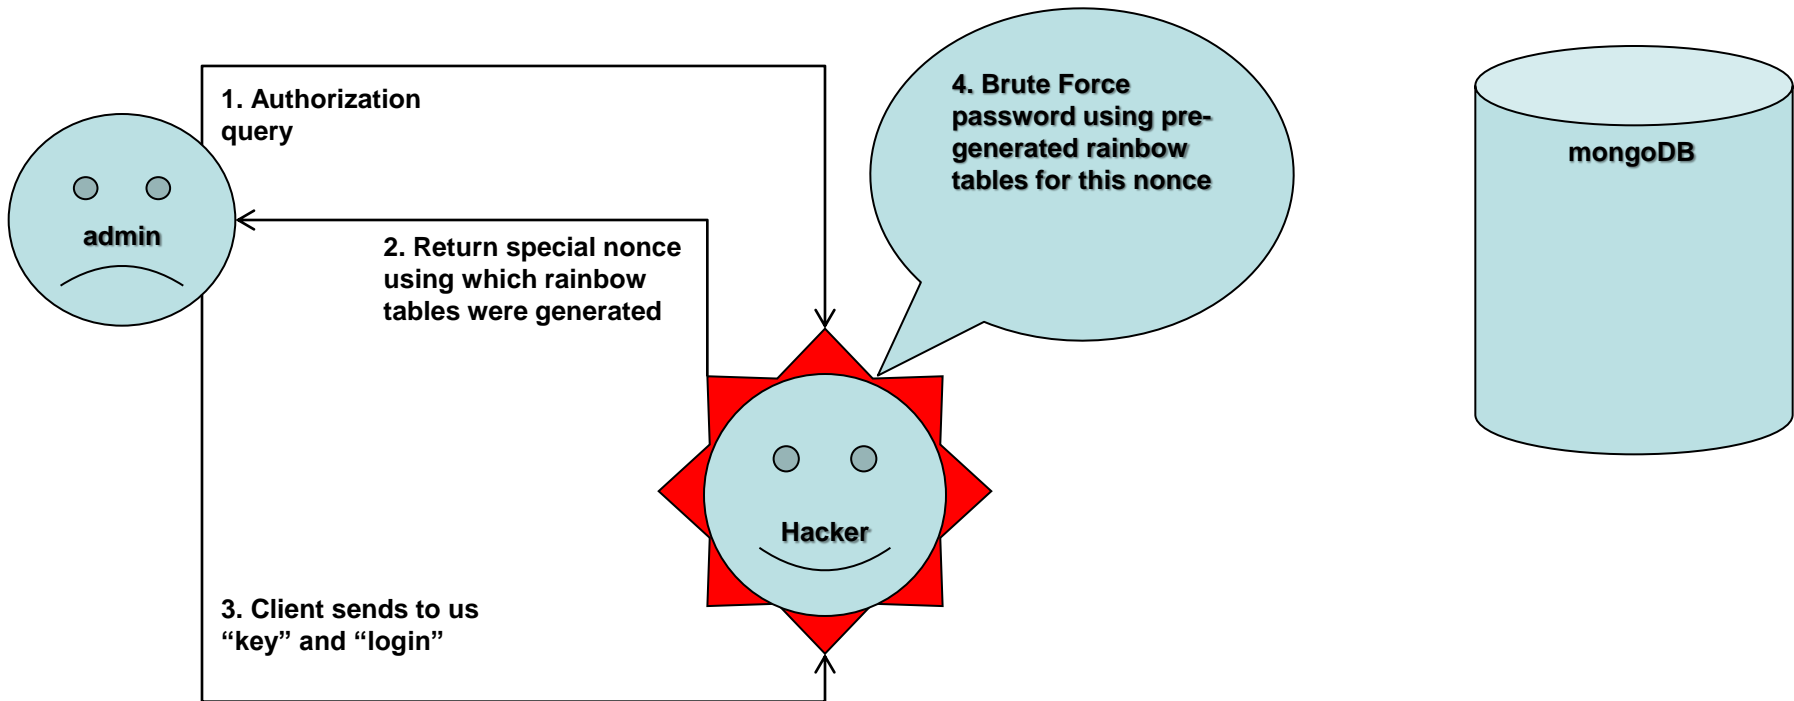 1. Authorization
query
admin
2. Return special nonce
using which rainbow
tables were generated
3. Client sends to us
“key” and “login”
Hacker
4. Brute Force
password using pre-
generated rainbow
tables for this nonce
mongoDB